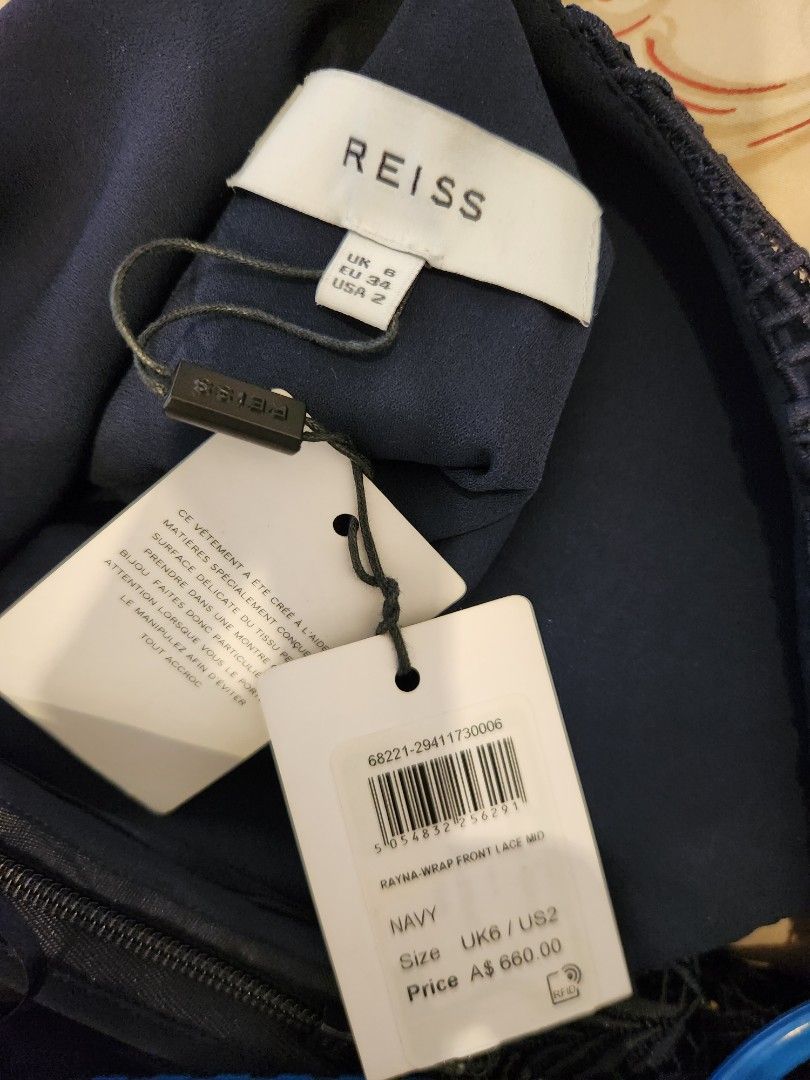 REISS
UK 6
EU 34
USA 2
REISS
CE VÊTEMENT A ÉTÉ CRÉÉ À L'AIDE
MATIÈRES SPÉCIALEMENT CONÇUE
SURFACE DÉLICATE DU TISSU PE
PRENDRE DANS UNE MONTRE
BIJOU FAITES DONC PARTICULIÈ
ATTENTION LORSQUE VOUS LE POR
LE MANIPULEZ AFIN D'ÉVITER
TOUT ACCROC
68221-29411730006
5 054832 256291
RAYNA-WRAP FRONT LACE MID
NAVY
Size UK6 / US2
Price A$ 660.00
RFID